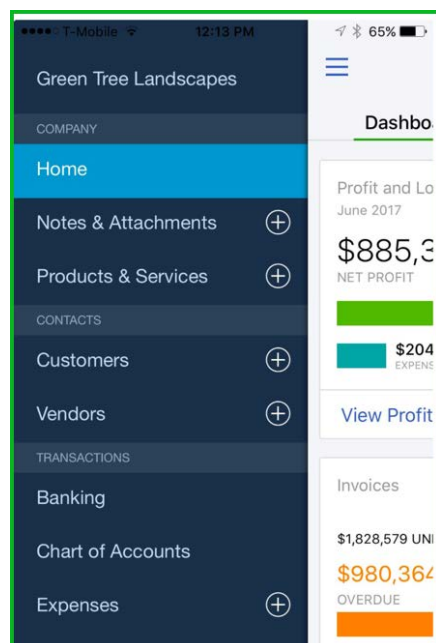 T-Mobile 12:13 PM 65%
Green Tree Landscapes
COMPANY
Home
Notes & Attachments
Products & Services
CONTACTS
Customers
Vendors
TRANSACTIONS
Banking
Chart of Accounts
Expenses
Dashbo
Profit and Lo
June 2017
$885,3
NET PROFIT
$204
EXPENS
View Profit
Invoices
$1,828,579 UN
$980,364
OVERDUE